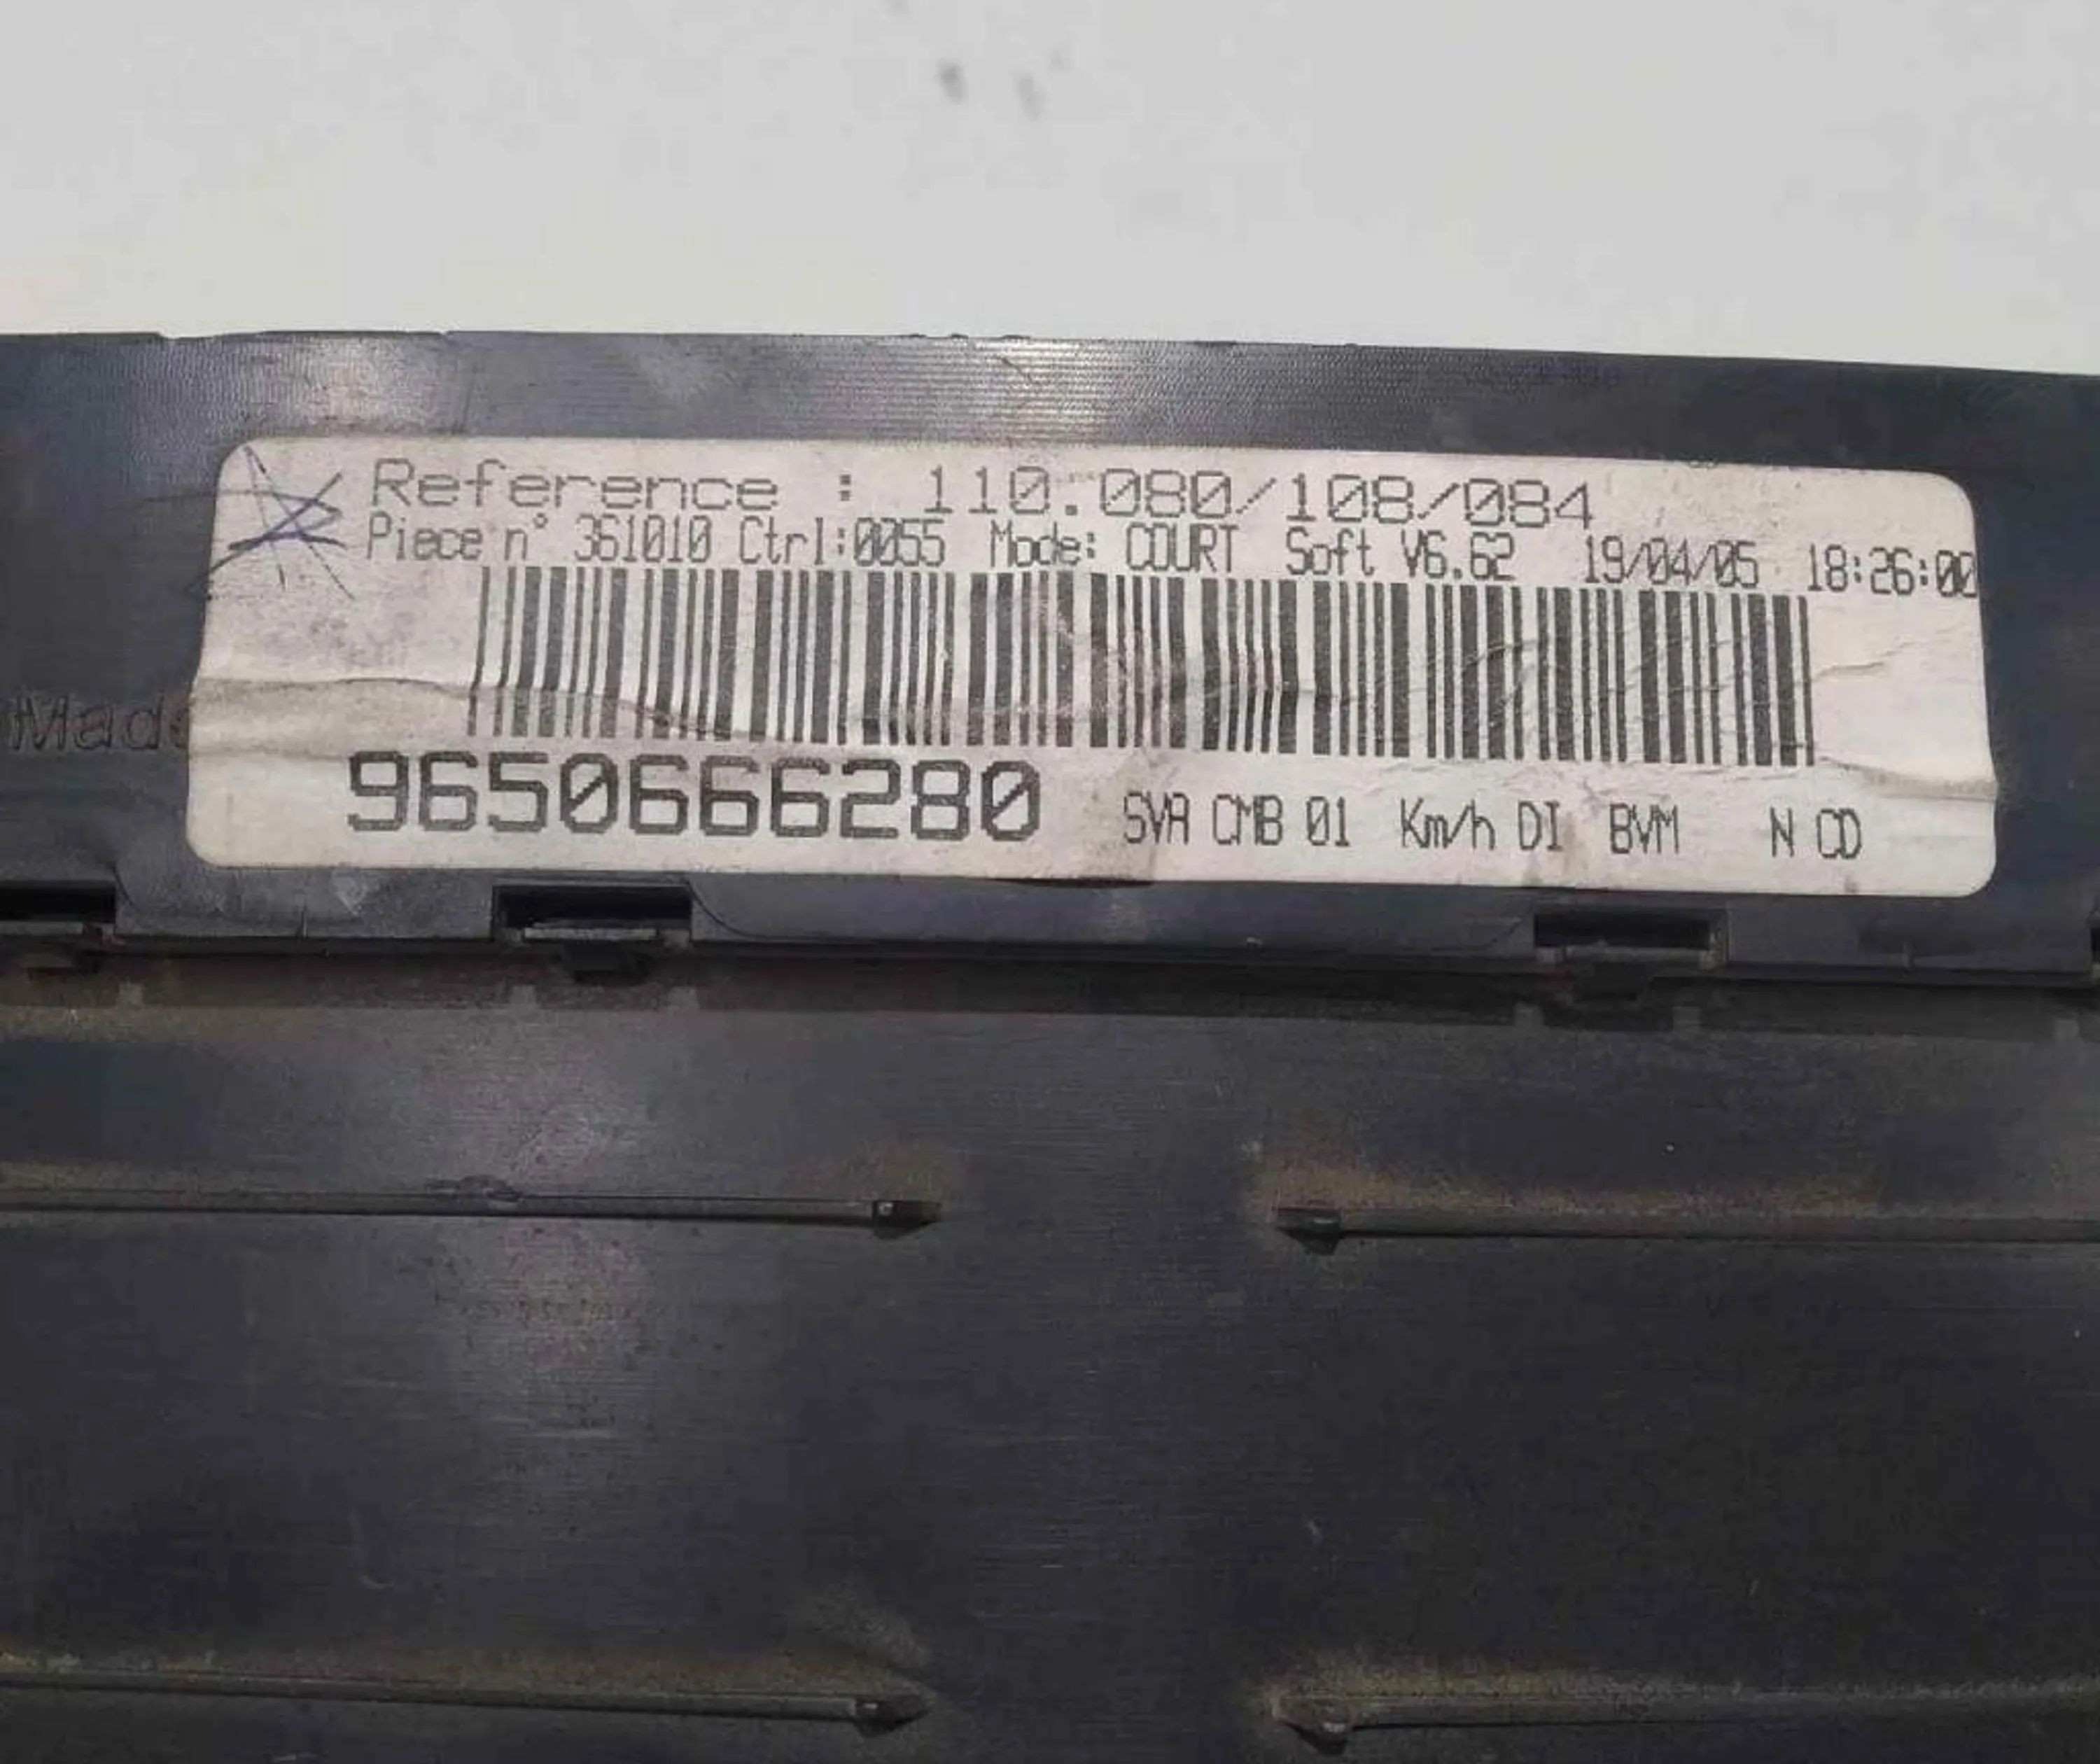 Reference : 110.080/108/084
Piece n° 361010 Ctrl:0055 Mode: COURT Soft V6.62 19/04/05 18:26:00
Made
9650666280 SVA CMB 01 Km/h DI BVM N CD